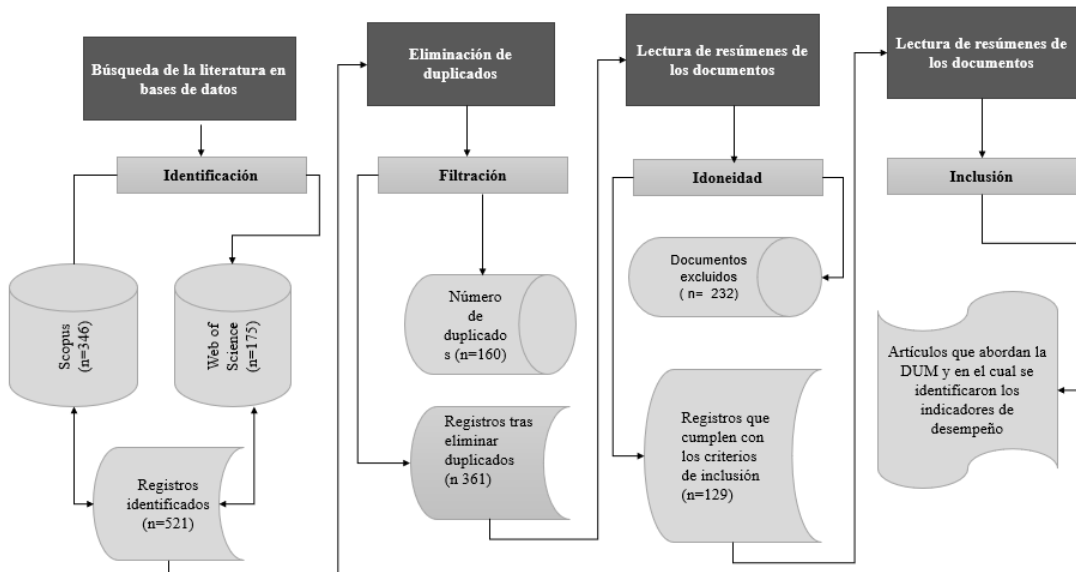 Búsqueda de la literatura en
bases de datos
Identificación
Scopus
(n=346)
Web of
Science
(n=175)
Registros
identificados
(n=521)
Eliminación de
duplicados
Filtración
Número
de
duplicado
s (n=160)
Registros tras
eliminar
duplicados
(n 361)
Lectura de resúmenes de
los documentos
Idoneidad
Documentos
excluidos
( n= 232)
Registros que
cumplen con
los criterios
de inclusión
(n=129)
Lectura de resúmenes de
los documentos
Inclusión
Artículos que abordan la
DUM y en el cual se
identificaron los
indicadores de
desempeño